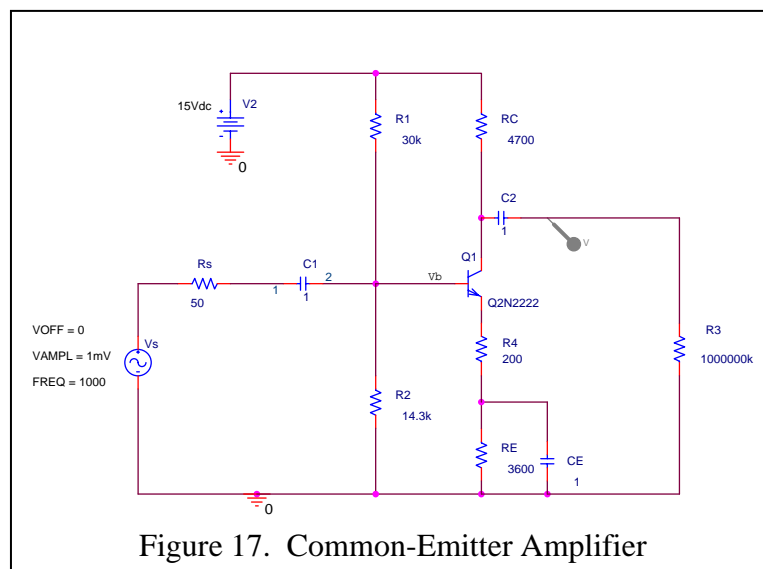 15Vdc
+
V2
-
0
R1
30k
RC
4700
C2
1
V
Rs
50
C1
1
2
1
Vb
Q1
Q2N2222
VOFF = 0
VAMPL = 1mV
FREQ = 1000
Vs
+
-
R4
200
R3
1000000k
R2
14.3k
RE
3600
CE
1
0
Figure 17. Common-Emitter Amplifier